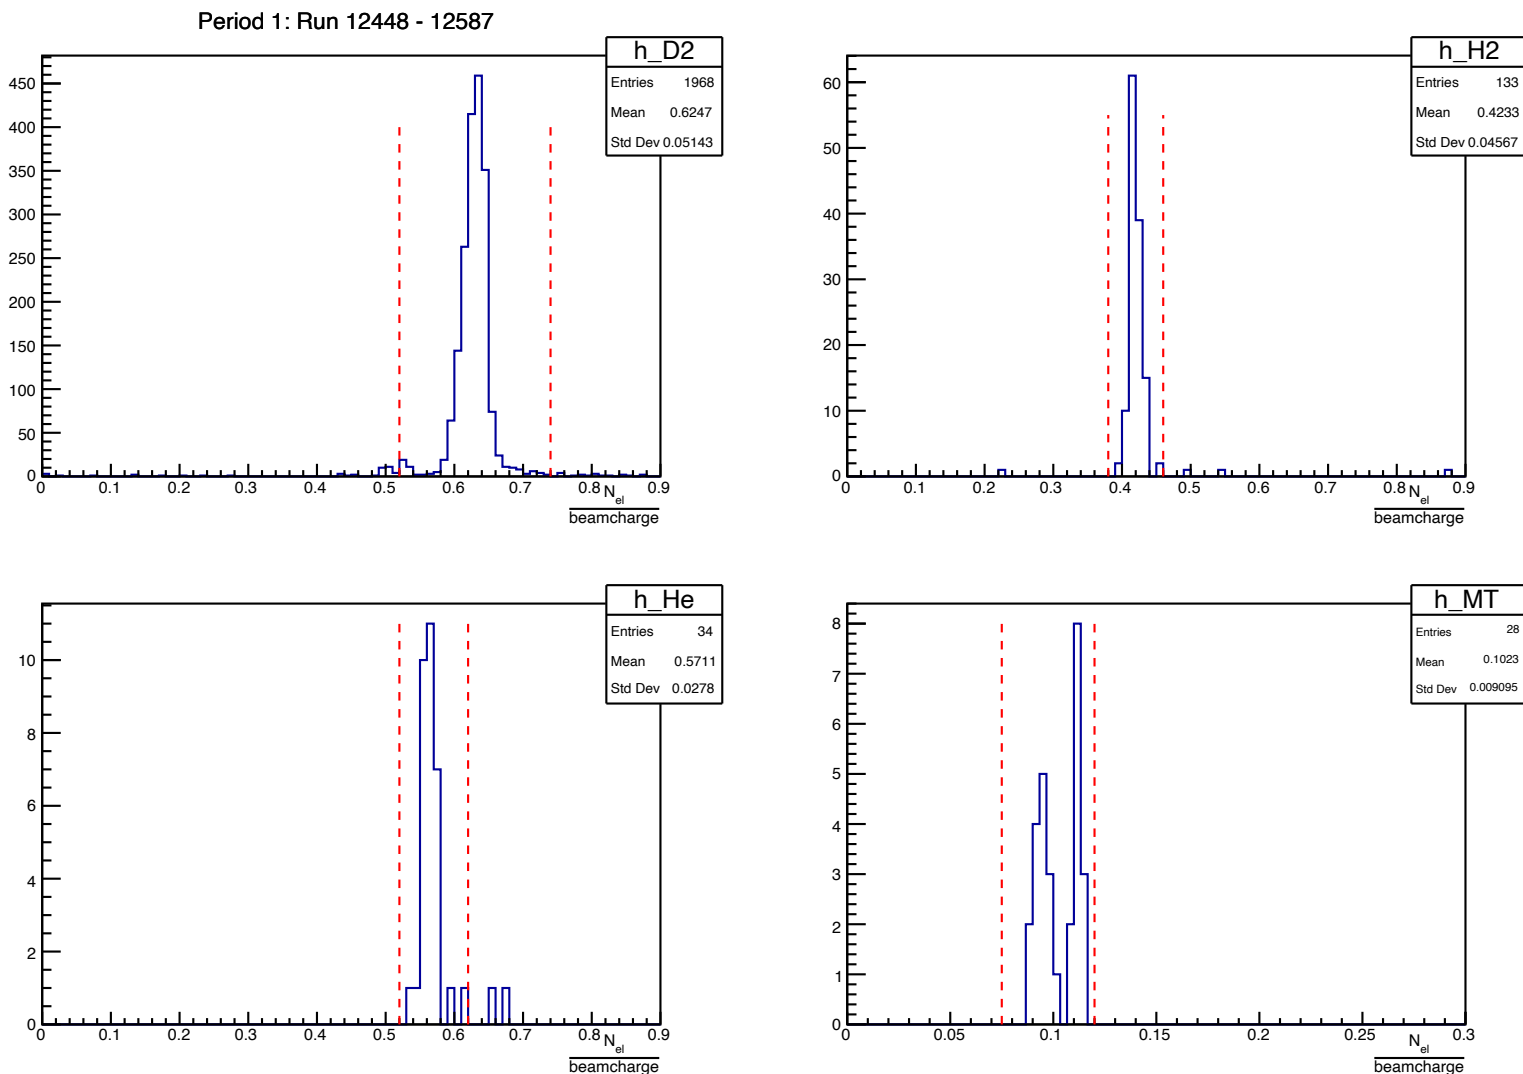 Period 1: Run 12448 - 12587
h_D2
Entries 1968
Mean 0.6247
Std Dev 0.05143
450
400
350
300
250
200
150
100
50
0
0 0.1 0.2 0.3 0.4 0.5 0.6 0.7 0.8 0.9
N_el
beamcharge
h_H2
Entries 133
Mean 0.4233
Std Dev 0.04567
60
50
40
30
20
10
0
0 0.1 0.2 0.3 0.4 0.5 0.6 0.7 0.8 0.9
N_el
beamcharge
h_He
Entries 34
Mean 0.5711
Std Dev 0.0278
10
8
6
4
2
0
0 0.1 0.2 0.3 0.4 0.5 0.6 0.7 0.8 0.9
N_el
beamcharge
h_MT
Entries 28
Mean 0.1023
Std Dev 0.009095
8
7
6
5
4
3
2
1
0
0 0.05 0.1 0.15 0.2 0.25 0.3
N_el
beamcharge